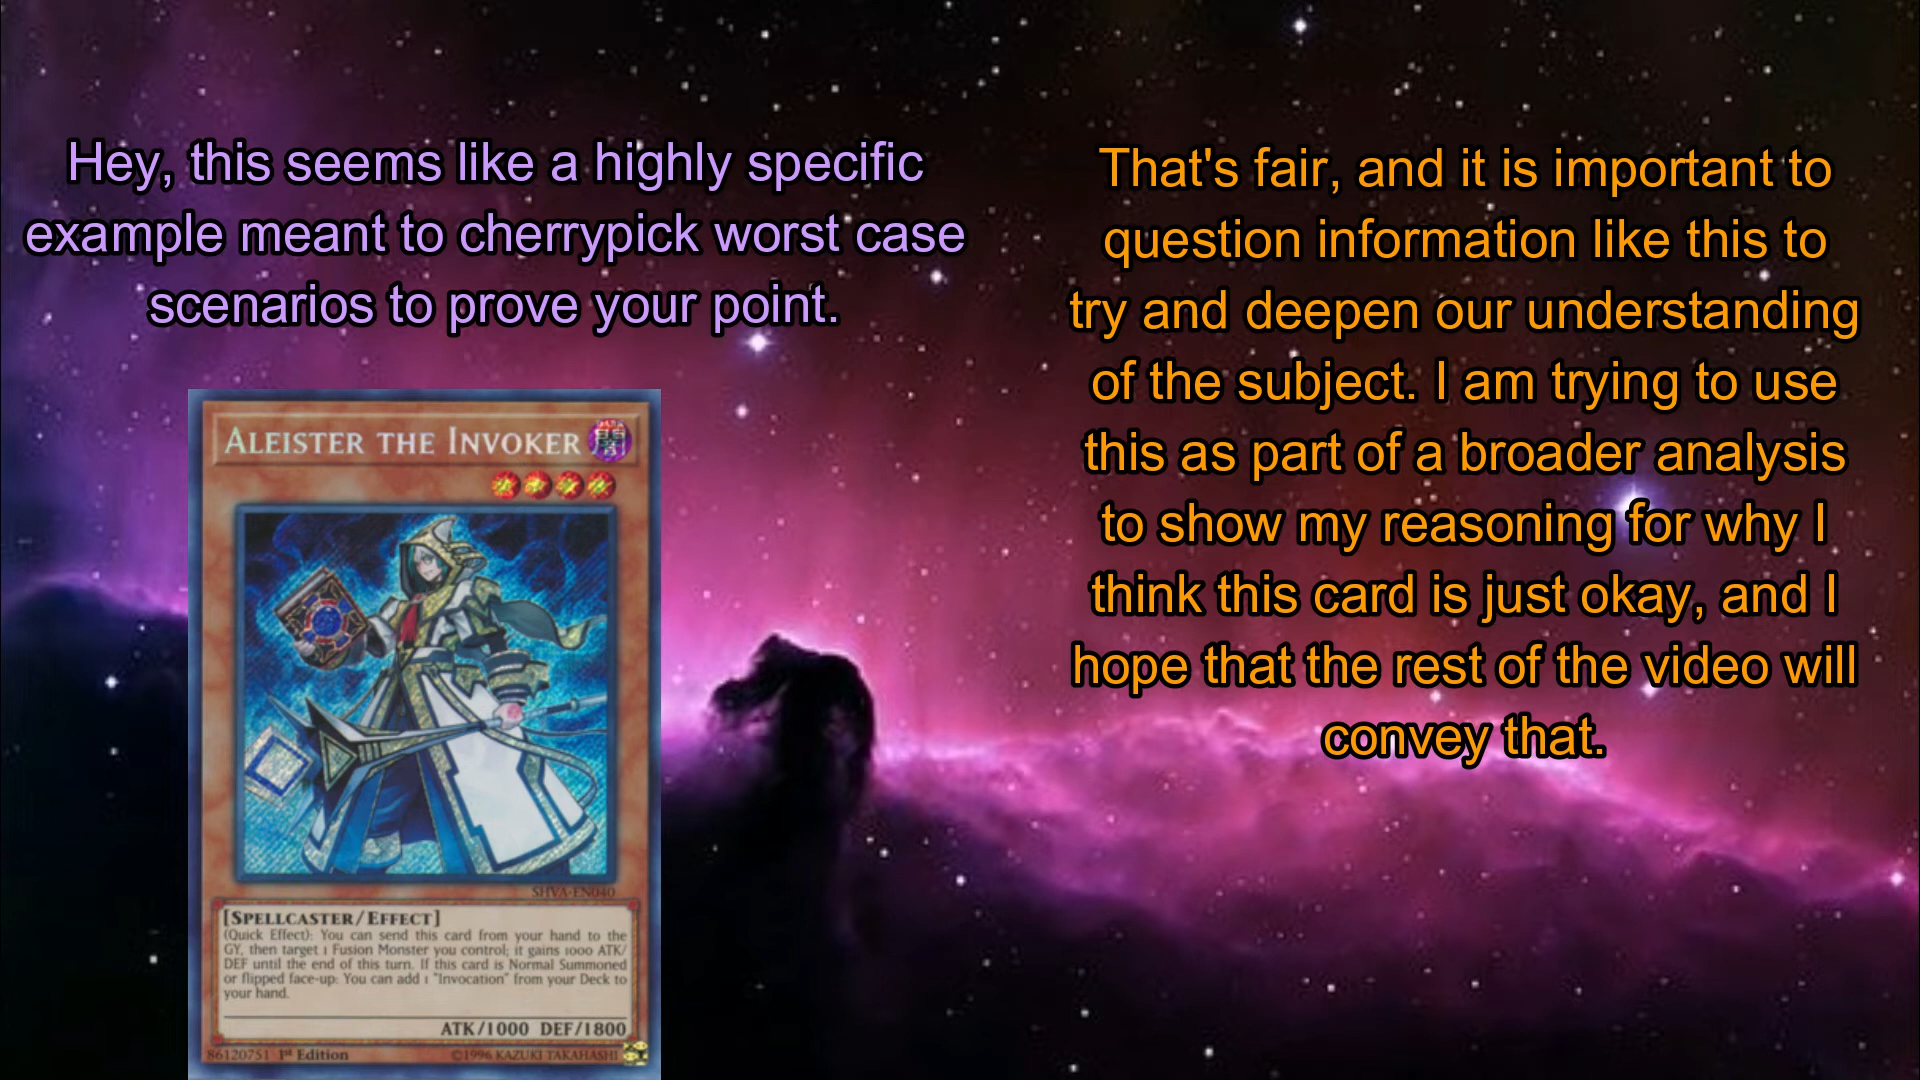 Hey, this seems like a highly specific
example meant to cherrypick worst case
scenarios to prove your point.
That's fair, and it is important to
question information like this to
try and deepen our understanding
of the subject. I am trying to use
this as part of a broader analysis
to show my reasoning for why I
think this card is just okay, and I
hope that the rest of the video will
convey that.
ALEISTER THE INVOKER
SHVA-EN040
[SPELLCASTER/EFFECT]
(Quick Effect): You can send this card from your hand to the
GY, then target 1 Fusion Monster you control; it gains 1000 ATK/
DEF until the end of this turn. If this card is Normal Summoned
or flipped face-up: You can add 1 "Invocation" from your Deck to
your hand.
ATK/1000 DEF/1800
86120751 1st Edition ©1996 KAZUKI TAKAHASHI